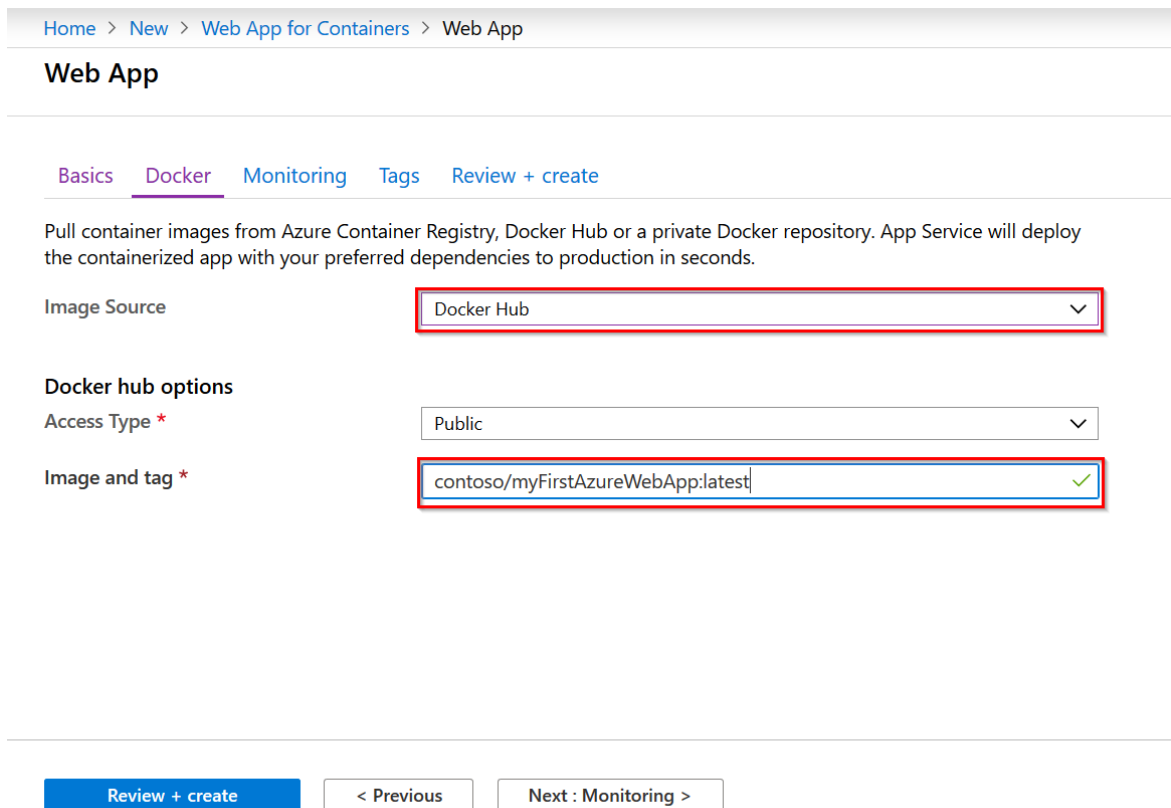 Home > New > Web App for Containers > Web App
Web App
Basics Docker Monitoring Tags Review + create
Pull container images from Azure Container Registry, Docker Hub or a private Docker repository. App Service will deploy
the containerized app with your preferred dependencies to production in seconds.
Image Source Docker Hub
Docker hub options
Access Type * Public
Image and tag * contoso/myFirstAzureWebApp:latest
Review + create < Previous Next : Monitoring >